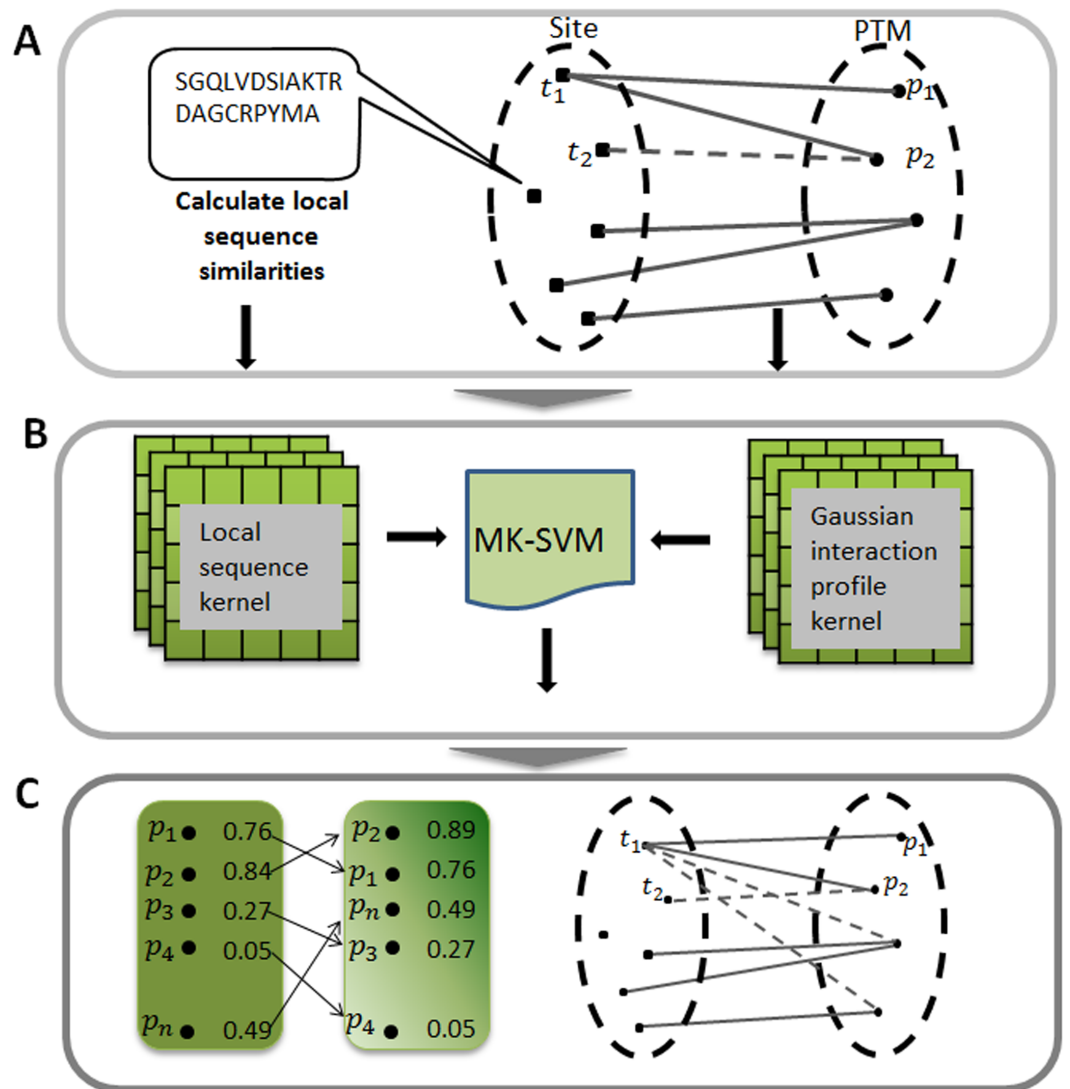 A
SGQLVDSIAKTR
DAGCRPYMA
Calculate local
sequence
similarities
Site
PTM
t1
t2
p1
p2
B
Local
sequence
kernel
MK-SVM
Gaussian
interaction
profile
kernel
C
p1 0.76
p2 0.84
p3 0.27
p4 0.05
pn 0.49
p2 0.89
p1 0.76
pn 0.49
p3 0.27
p4 0.05
t1
t2
p1
p2